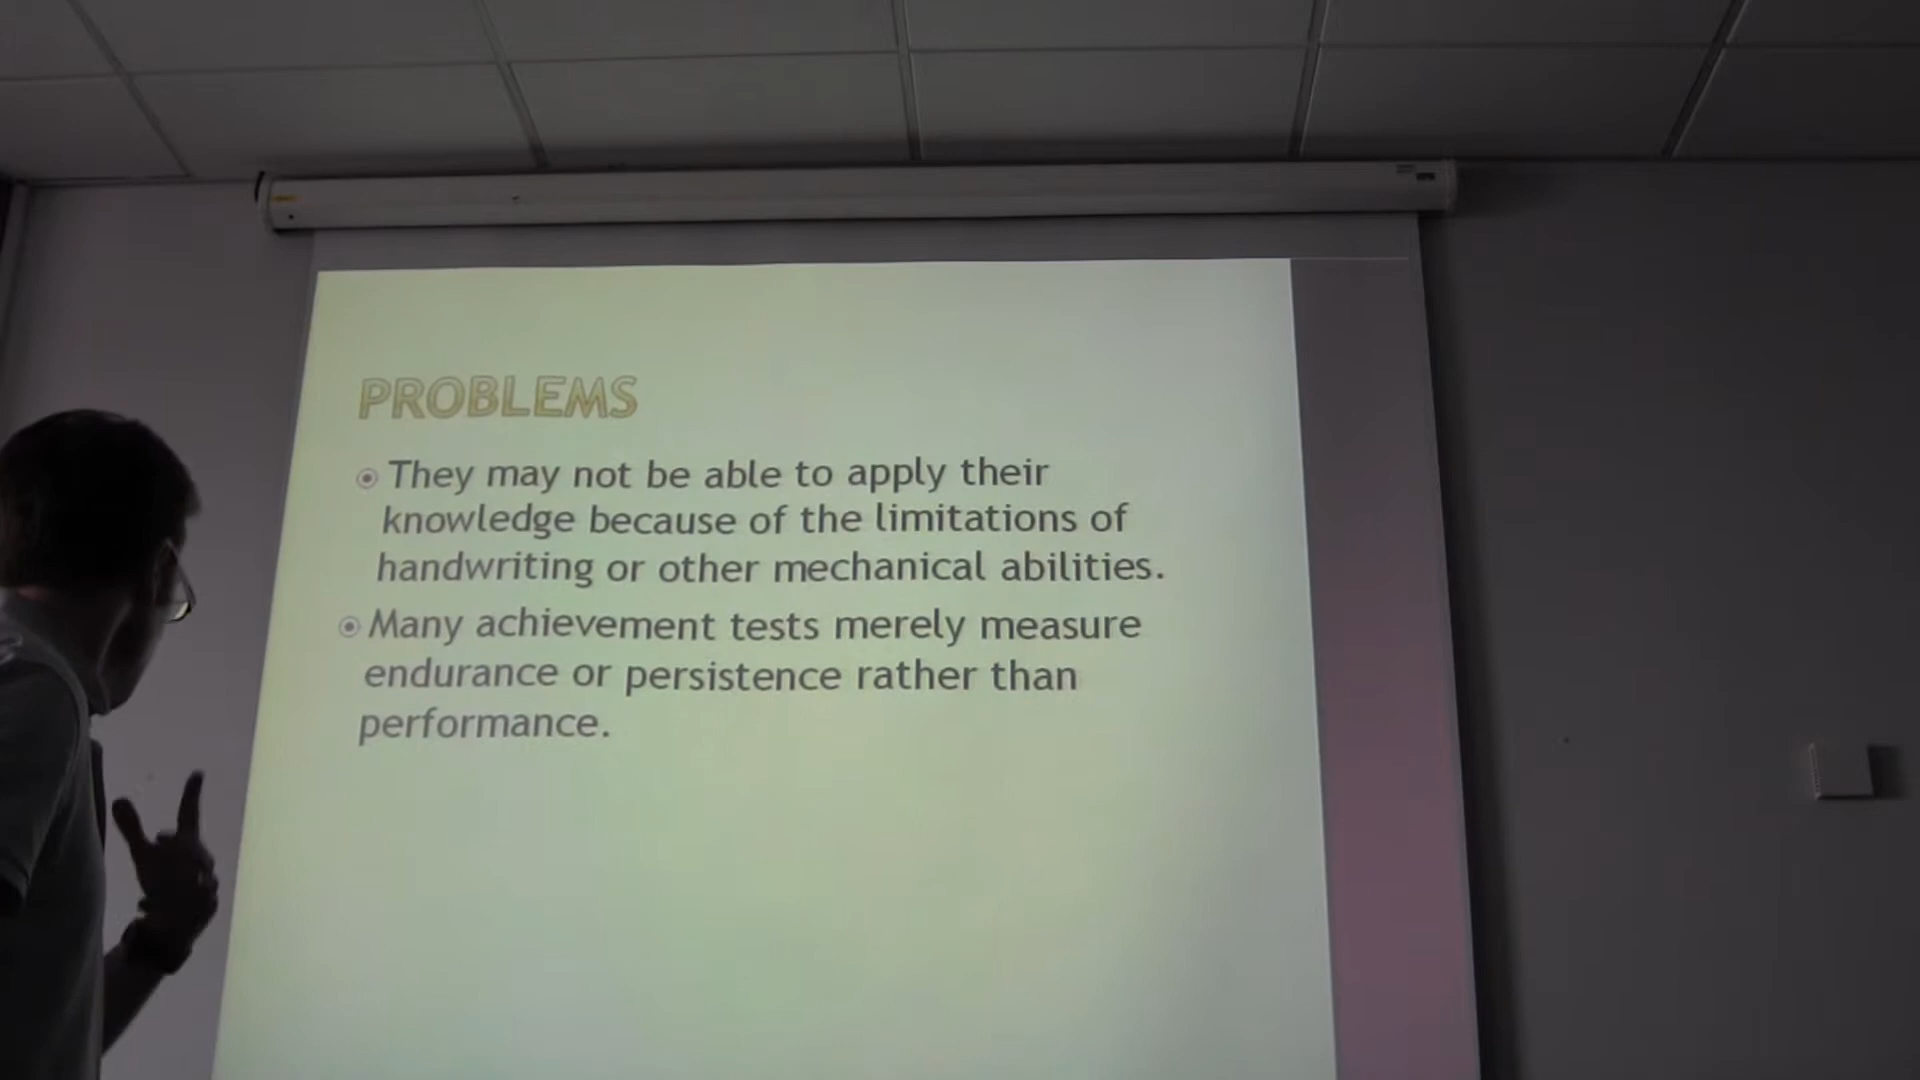 PROBLEMS
They may not be able to apply their
knowledge because of the limitations of
handwriting or other mechanical abilities.
Many achievement tests merely measure
endurance or persistence rather than
performance.